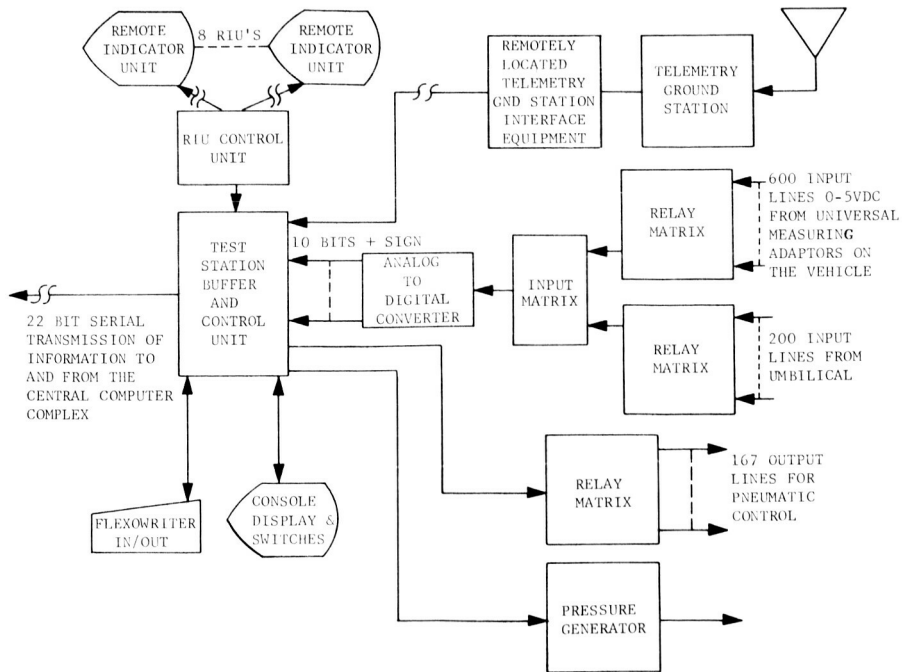 REMOTE
INDICATOR
UNIT
8 RIU'S
REMOTE
INDICATOR
UNIT
RIU CONTROL
UNIT
REMOTELY
LOCATED
TELEMETRY
GND STATION
INTERFACE
EQUIPMENT
TELEMETRY
GROUND
STATION
TEST
STATION
BUFFER
AND
CONTROL
UNIT
10 BITS + SIGN
ANALOG
TO
DIGITAL
CONVERTER
INPUT
MATRIX
RELAY
MATRIX
600 INPUT
LINES 0-5VDC
FROM UNIVERSAL
MEASURING
ADAPTORS ON
THE VEHICLE
RELAY
MATRIX
200 INPUT
LINES FROM
UMBILICAL
22 BIT SERIAL
TRANSMISSION OF
INFORMATION TO
AND FROM THE
CENTRAL COMPUTER
COMPLEX
FLEXOWRITER
IN/OUT
CONSOLE
DISPLAY &
SWITCHES
RELAY
MATRIX
167 OUTPUT
LINES FOR
PNEUMATIC
CONTROL
PRESSURE
GENERATOR